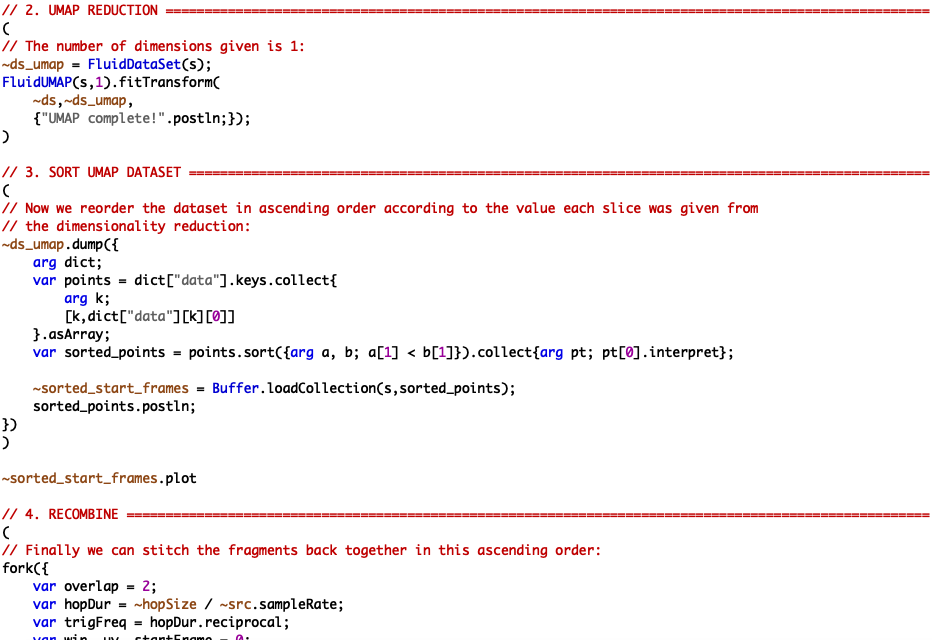 // 2. UMAP REDUCTION ==================================================================================================
(
// The number of dimensions given is 1:
~ds_umap = FluidDataSet(s);
FluidUMAP(s,1).fitTransform(
    ~ds,~ds_umap,
    {"UMAP complete!".postln;});
)
// 3. SORT UMAP DATASET ===============================================================================================
(
// Now we reorder the dataset in ascending order according to the value each slice was given from
// the dimensionality reduction:
~ds_umap.dump({
    arg dict;
    var points = dict["data"].keys.collect{
        arg k;
        [k,dict["data"][k][0]]
    }.asArray;
    var sorted_points = points.sort({arg a, b; a[1] < b[1]}).collect{arg pt; pt[0].interpret};
    ~sorted_start_frames = Buffer.loadCollection(s,sorted_points);
    sorted_points.postln;
})
)
~sorted_start_frames.plot
// 4. RECOMBINE =======================================================================================================
(
// Finally we can stitch the fragments back together in this ascending order:
fork({
    var overlap = 2;
    var hopDur = ~hopSize / ~src.sampleRate;
    var trigFreq = hopDur.reciprocal;
    var win, uv, startFrame = 0;